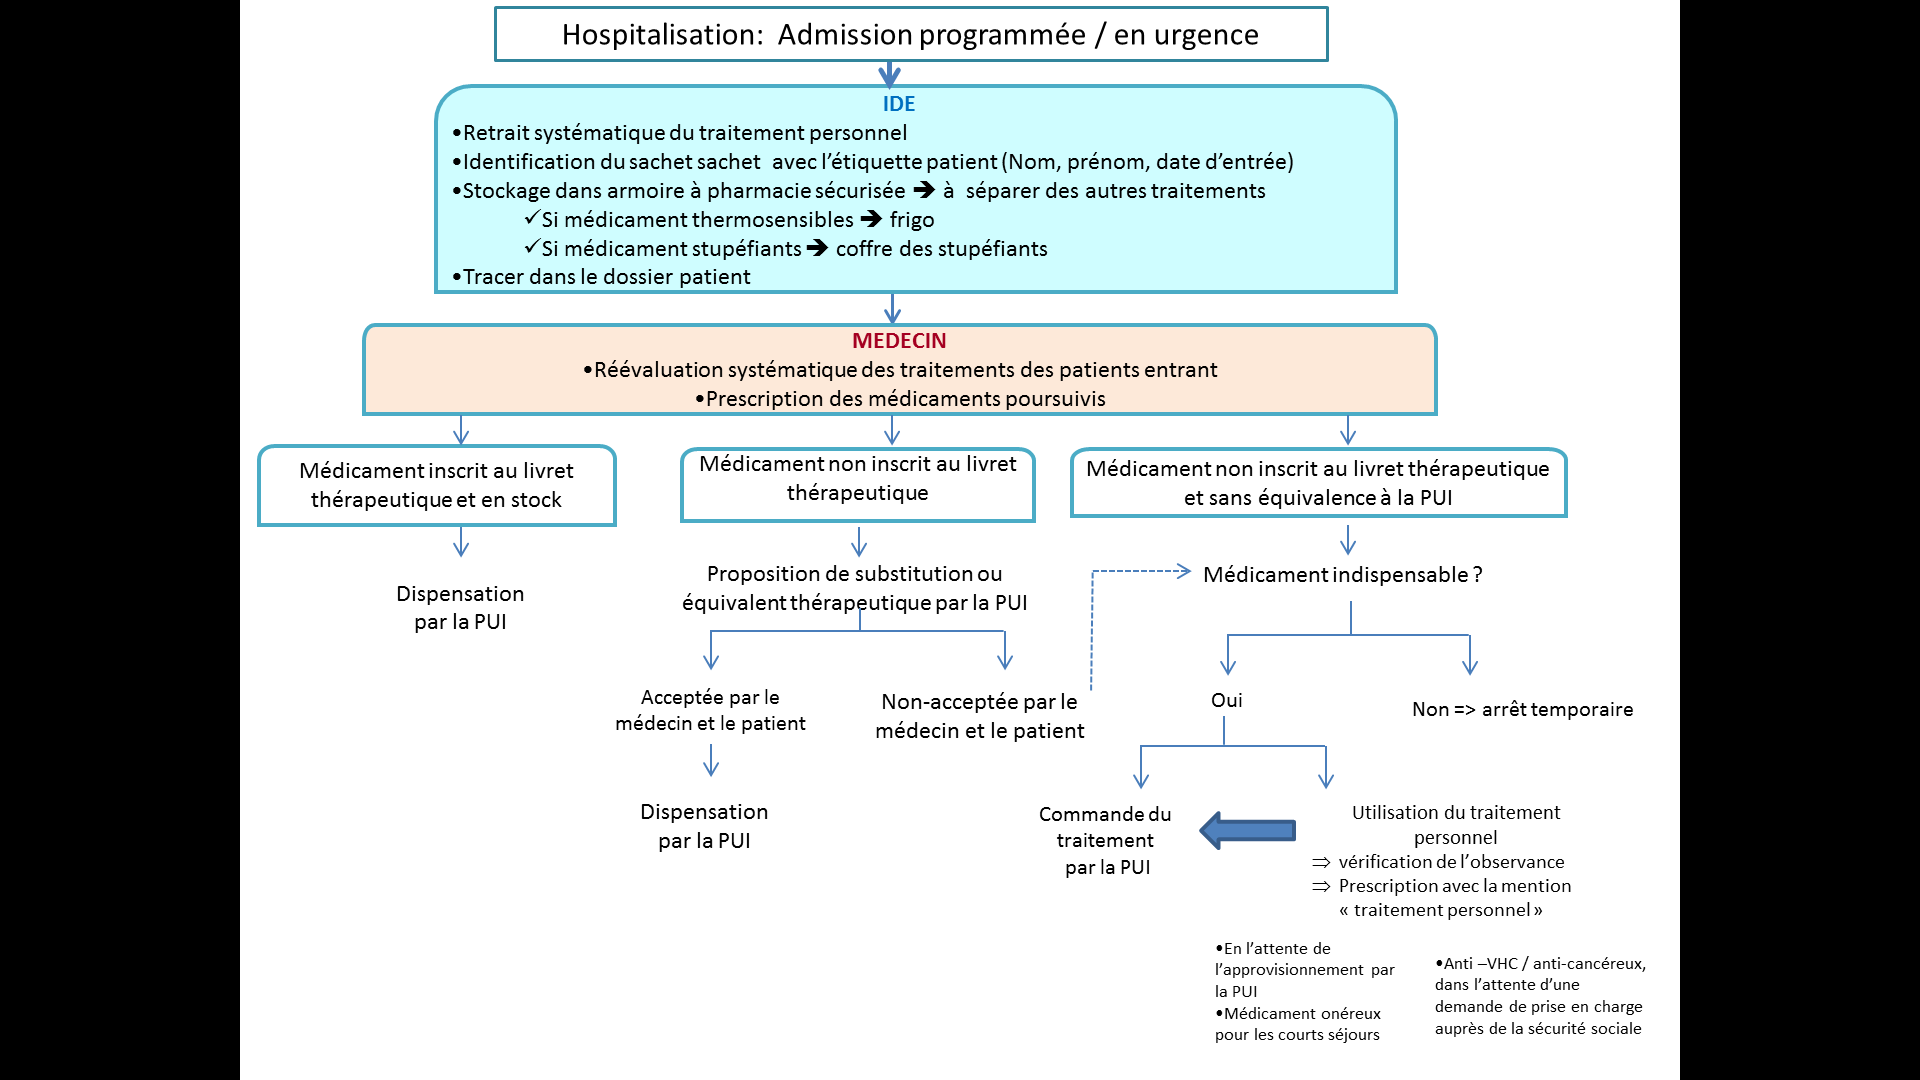 Hospitalisation: Admission programmée / en urgence
IDE
•Retrait systématique du traitement personnel
•Identification du sachet sachet avec l'étiquette patient (Nom, prénom, date d'entrée)
•Stockage dans armoire à pharmacie sécurisée ➔ à séparer des autres traitements
✓Si médicament thermosensibles ➔ frigo
✓Si médicament stupéfiants ➔ coffre des stupéfiants
•Tracer dans le dossier patient
MEDECIN
•Réévaluation systématique des traitements des patients entrant
•Prescription des médicaments poursuivis
Médicament inscrit au livret
thérapeutique et en stock
Dispensation
par la PUI
Médicament non inscrit au livret
thérapeutique
Proposition de substitution ou
équivalent thérapeutique par la PUI
Acceptée par le
médecin et le patient
Dispensation
par la PUI
Non-acceptée par le
médecin et le patient
Médicament non inscrit au livret thérapeutique
et sans équivalence à la PUI
Médicament indispensable ?
Oui
Non => arrêt temporaire
Commande du
traitement
par la PUI
Utilisation du traitement
personnel
⇒ vérification de l'observance
⇒ Prescription avec la mention
« traitement personnel »
•En l'attente de
l'approvisionnement par
la PUI
•Médicament onéreux
pour les courts séjours
•Anti –VHC / anti-cancéreux,
dans l'attente d'une
demande de prise en charge
auprès de la sécurité sociale